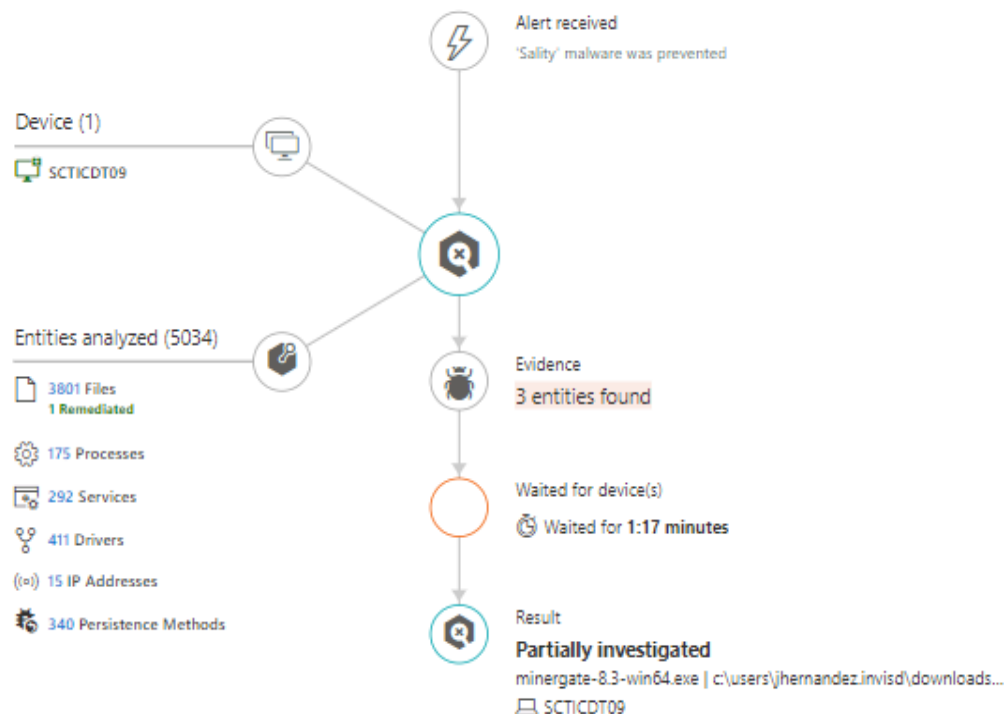 Alert received
'Sality' malware was prevented
Device (1)
SCTICDT09
Entities analyzed (5034)
3801 Files
1 Remediated
175 Processes
292 Services
411 Drivers
15 IP Addresses
340 Persistence Methods
Evidence
3 entities found
Waited for device(s)
Waited for 1:17 minutes
Result
Partially investigated
minergate-8.3-win64.exe | c:\users\jhernandez.invisd\downloads...
SCTICDT09